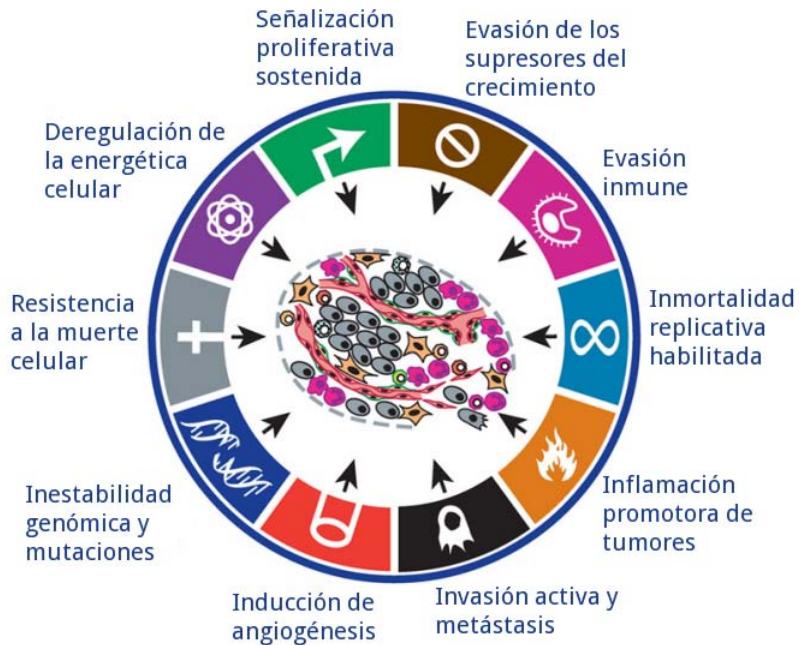 Señalización
proliferativa
sostenida
Evasión de los
supresores del
crecimiento
Deregulación de
la energética
celular
Evasión
inmune
Resistencia
a la muerte
celular
Inmortalidad
replicativa
habilitada
Inestabilidad
genómica y
mutaciones
Inflamación
promotora de
tumores
Inducción de
angiogénesis
Invasión activa y
metástasis